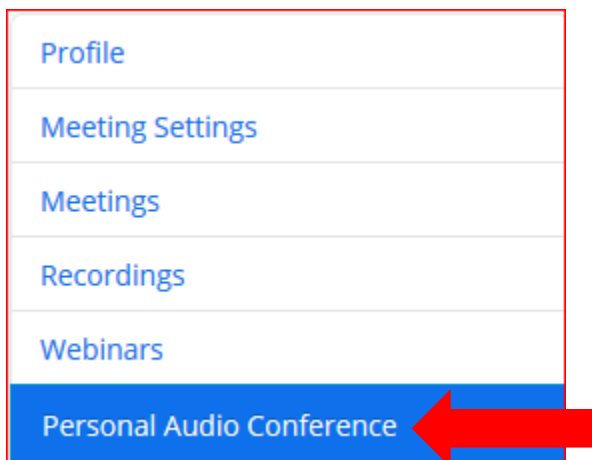 Profile
Meeting Settings
Meetings
Recordings
Webinars
Personal Audio Conference